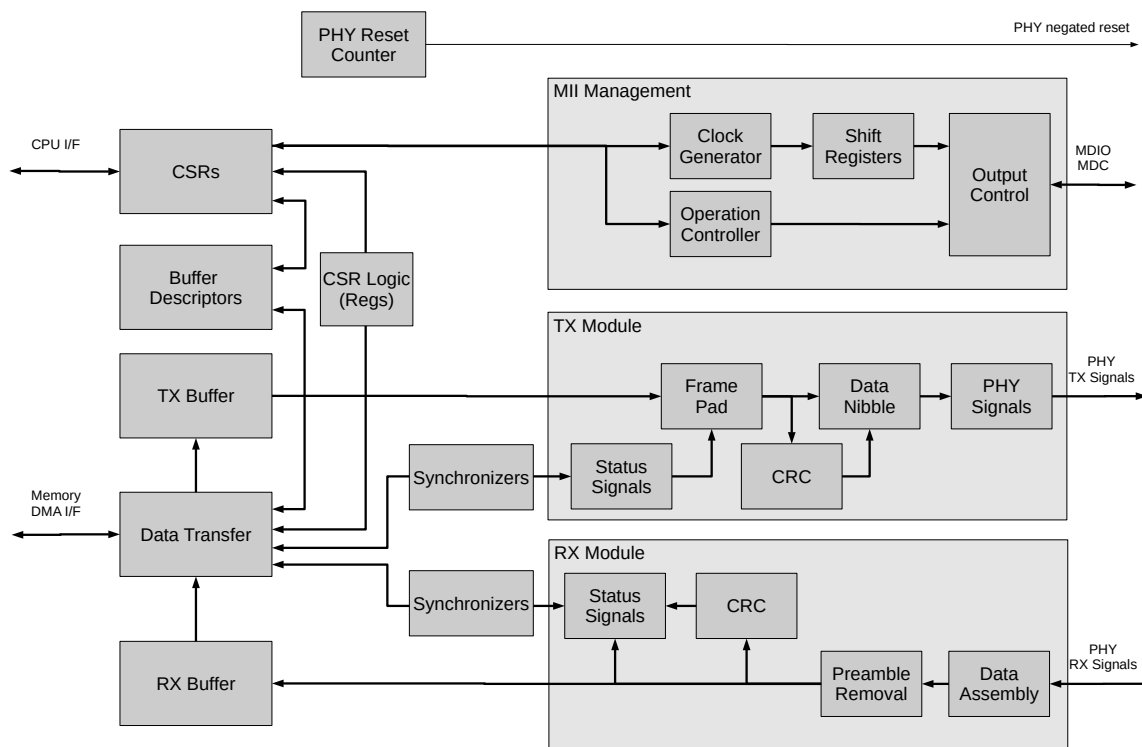 PHY Reset
Counter
PHY negated reset
MII Management
CPU I/F
CSRs
Clock
Generator
Shift
Registers
Output
Control
MDIO
MDC
Operation
Controller
Buffer
Descriptors
CSR Logic
(Regs)
TX Module
TX Buffer
Frame
Pad
Data
Nibble
PHY
Signals
PHY
TX Signals
Synchronizers
Status
Signals
CRC
Memory
DMA I/F
Data Transfer
RX Module
Synchronizers
Status
Signals
CRC
RX Buffer
Preamble
Removal
Data
Assembly
PHY
RX Signals